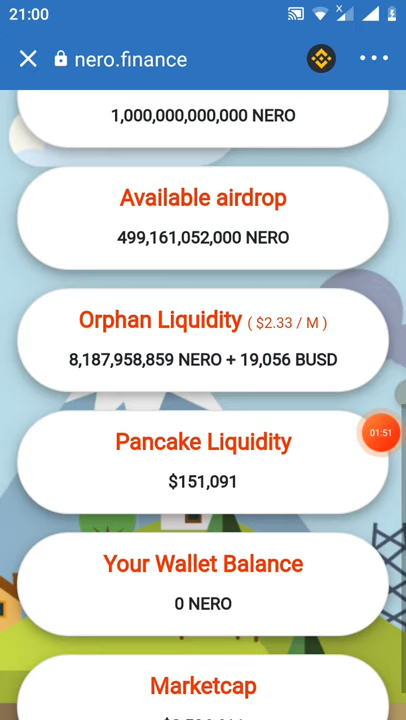 21:00
nero.finance
1,000,000,000,000 NERO
Available airdrop
499,161,052,000 NERO
Orphan Liquidity ( $2.33 / M )
8,187,958,859 NERO + 19,056 BUSD
01:51
Pancake Liquidity
$151,091
Your Wallet Balance
0 NERO
Marketcap